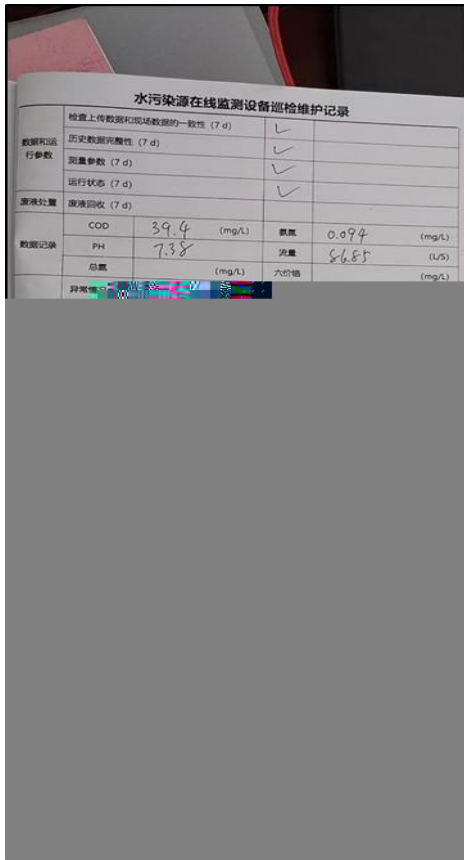 水污染源在线监测设备巡检维护记录
数据和运行参数
检查上传数据和现场数据的一致性（7 d） ✓
历史数据完整性（7 d） ✓
测量参数（7 d） ✓
运行状态（7 d） ✓
废液处置 废液回收（7 d）
数据记录
COD 39.4 (mg/L) 氨氮 0.094 (mg/L)
PH 7.38 流量 86.85 (L/S)
总氮 (mg/L) 六价铬 (mg/L)
异常情况